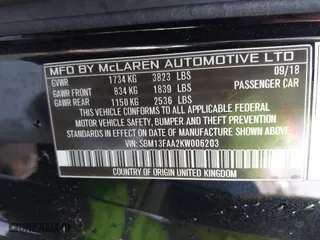 MFD BY McLAREN AUTOMOTIVE LTD
09/18
GVWR 1734 KG 3823 LBS
PASSENGER CAR
GAWR FRONT 834 KG 1839 LBS
GAWR REAR 1150 KG 2536 LBS
THIS VEHICLE CONFORMS TO ALL APPLICABLE FEDERAL
MOTOR VEHICLE SAFETY, BUMPER, AND THEFT PREVENTION
STANDARDS IN EFFECT ON THE DATE OF MANUFACTURE SHOWN ABOVE
VIN: SBM13FAA2KW006203
COUNTRY OF ORIGIN UNITED KINGDOM